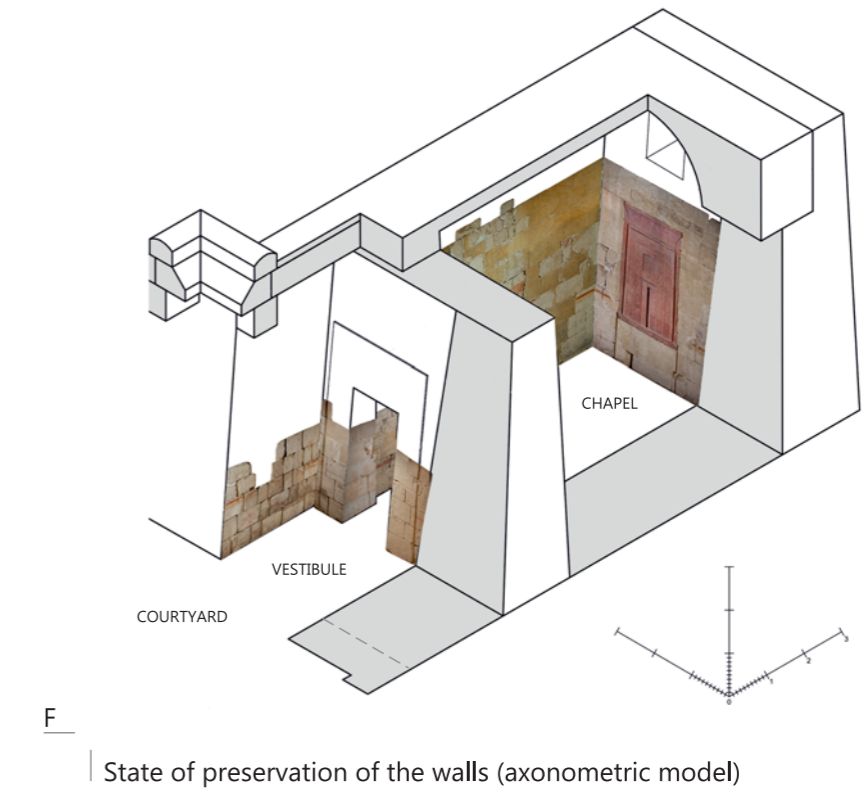 CHAPEL
VESTIBULE
COURTYARD
3
2
1
0
F
State of preservation of the walls (axonometric model)